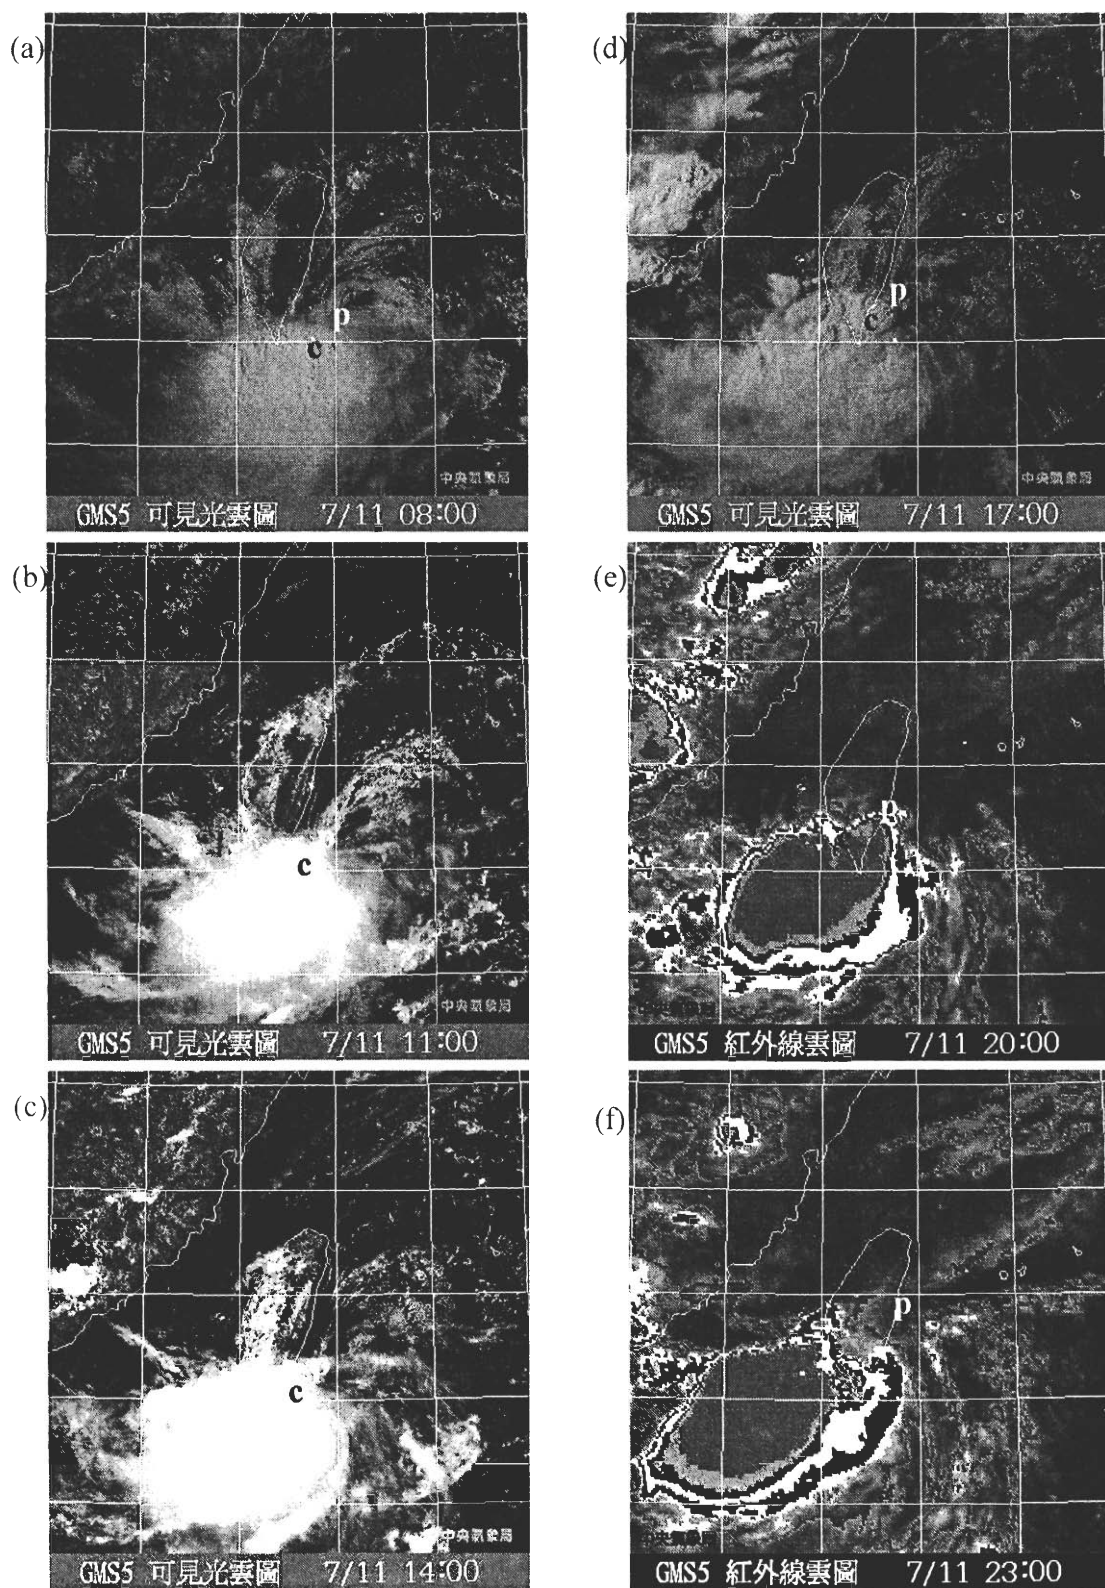 (a)
p
c
中央氣象局
GMS5 可見光雲圖 7/11 08:00
(b)
c
中央氣象局
GMS5 可見光雲圖 7/11 11:00
(c)
c
中央氣象局
GMS5 可見光雲圖 7/11 14:00
(d)
p
c
中央氣象局
GMS5 可見光雲圖 7/11 17:00
(e)
p
GMS5 紅外線雲圖 7/11 20:00
(f)
p
GMS5 紅外線雲圖 7/11 23:00